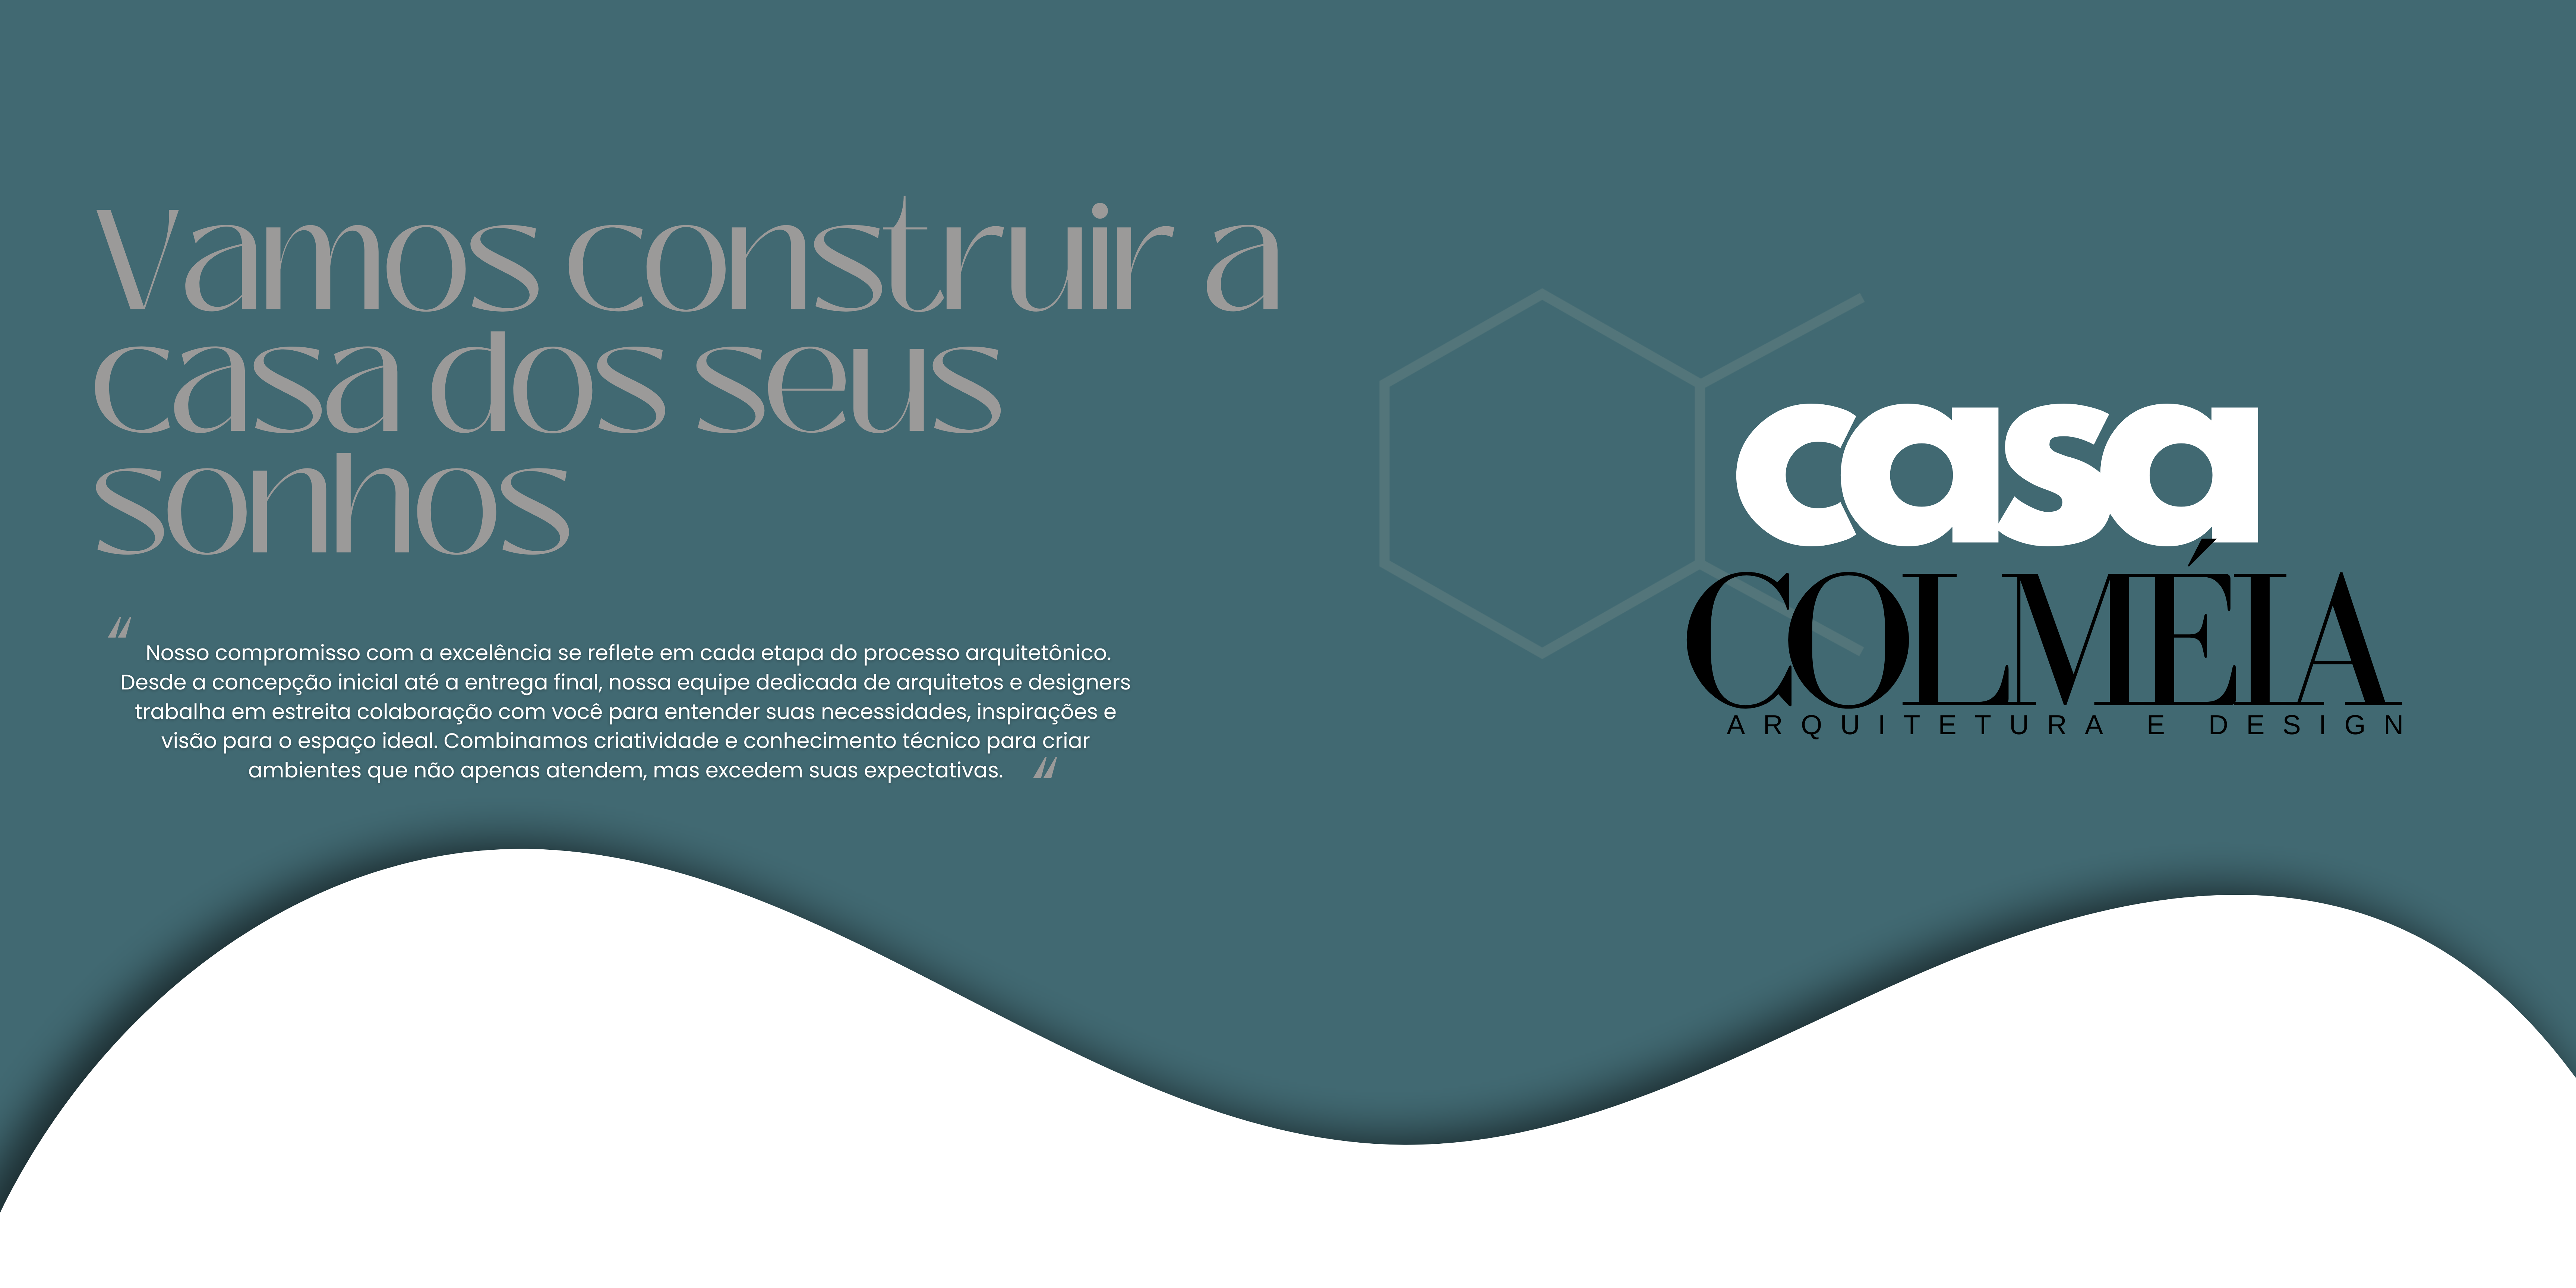 Vamos construir a
casa dos seus
sonhos
“ Nosso compromisso com a excelência se reflete em cada etapa do processo arquitetônico.
Desde a concepção inicial até a entrega final, nossa equipe dedicada de arquitetos e designers
trabalha em estreita colaboração com você para entender suas necessidades, inspirações e
visão para o espaço ideal. Combinamos criatividade e conhecimento técnico para criar
ambientes que não apenas atendem, mas excedem suas expectativas. “
casa
COLMÉIA
ARQUITETURA E DESIGN